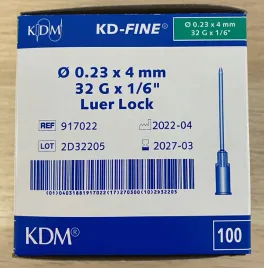 KDM KD-FINE® Ø 0.23 x 4 mm
32 G x 1/6"
Ø 0.23 x 4 mm
32 G x 1/6"
Luer Lock
REF 917022 2022-04
LOT 2D32205 2027-03
KDM® 100